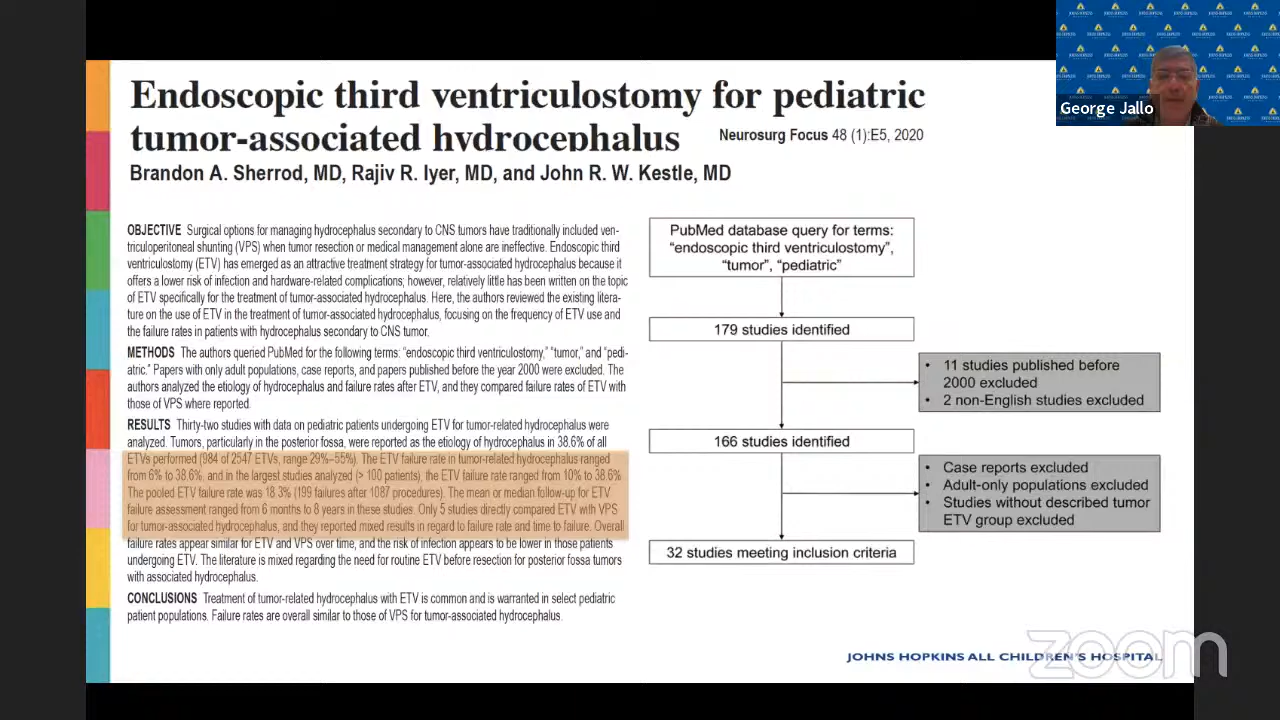 Endoscopic third ventriculostomy for pediatric
tumor-associated hydrocephalus
Neurosurg Focus 48 (1):E5, 2020
Brandon A. Sherrod, MD, Rajiv R. Iyer, MD, and John R. W. Kestle, MD
George Jallo
OBJECTIVE Surgical options for managing hydrocephalus secondary to CNS tumors have traditionally included ven-
triculoperitoneal shunting (VPS) when tumor resection or medical management alone are ineffective. Endoscopic third
ventriculostomy (ETV) has emerged as an attractive treatment strategy for tumor-associated hydrocephalus because it
offers a lower risk of infection and hardware-related complications; however, relatively little has been written on the topic
of ETV specifically for the treatment of tumor-associated hydrocephalus. Here, the authors reviewed the existing litera-
ture on the use of ETV in the treatment of tumor-associated hydrocephalus, focusing on the frequency of ETV use and
the failure rates in patients with hydrocephalus secondary to CNS tumor.
METHODS The authors queried PubMed for the following terms: “endoscopic third ventriculostomy,” “tumor,” and “pedi-
atric.” Papers with only adult populations, case reports, and papers published before the year 2000 were excluded. The
authors analyzed the etiology of hydrocephalus and failure rates after ETV, and they compared failure rates of ETV with
those of VPS where reported.
RESULTS Thirty-two studies with data on pediatric patients undergoing ETV for tumor-related hydrocephalus were
analyzed. Tumors, particularly in the posterior fossa, were reported as the etiology of hydrocephalus in 38.6% of all
ETVs performed (984 of 2547 ETVs, range 29%–55%). The ETV failure rate in tumor-related hydrocephalus ranged
from 6% to 38.6%, and in the largest studies analyzed (> 100 patients), the ETV failure rate ranged from 10% to 38.6%.
The pooled ETV failure rate was 18.3% (199 failures after 1087 procedures). The mean or median follow-up for ETV
failure assessment ranged from 6 months to 8 years in these studies. Only 5 studies directly compared ETV with VPS
for tumor-associated hydrocephalus, and they reported mixed results in regard to failure rate and time to failure. Overall
failure rates appear similar for ETV and VPS over time, and the risk of infection appears to be lower in those patients
undergoing ETV. The literature is mixed regarding the need for routine ETV before resection for posterior fossa tumors
with associated hydrocephalus.
CONCLUSIONS Treatment of tumor-related hydrocephalus with ETV is common and is warranted in select pediatric
patient populations. Failure rates are overall similar to those of VPS for tumor-associated hydrocephalus.
PubMed database query for terms:
“endoscopic third ventriculostomy”,
“tumor”, “pediatric”
179 studies identified
• 11 studies published before
2000 excluded
• 2 non-English studies excluded
166 studies identified
• Case reports excluded
• Adult-only populations excluded
• Studies without described tumor
ETV group excluded
32 studies meeting inclusion criteria
JOHNS HOPKINS ALL CHILDREN'S HOSPITAL
zoom